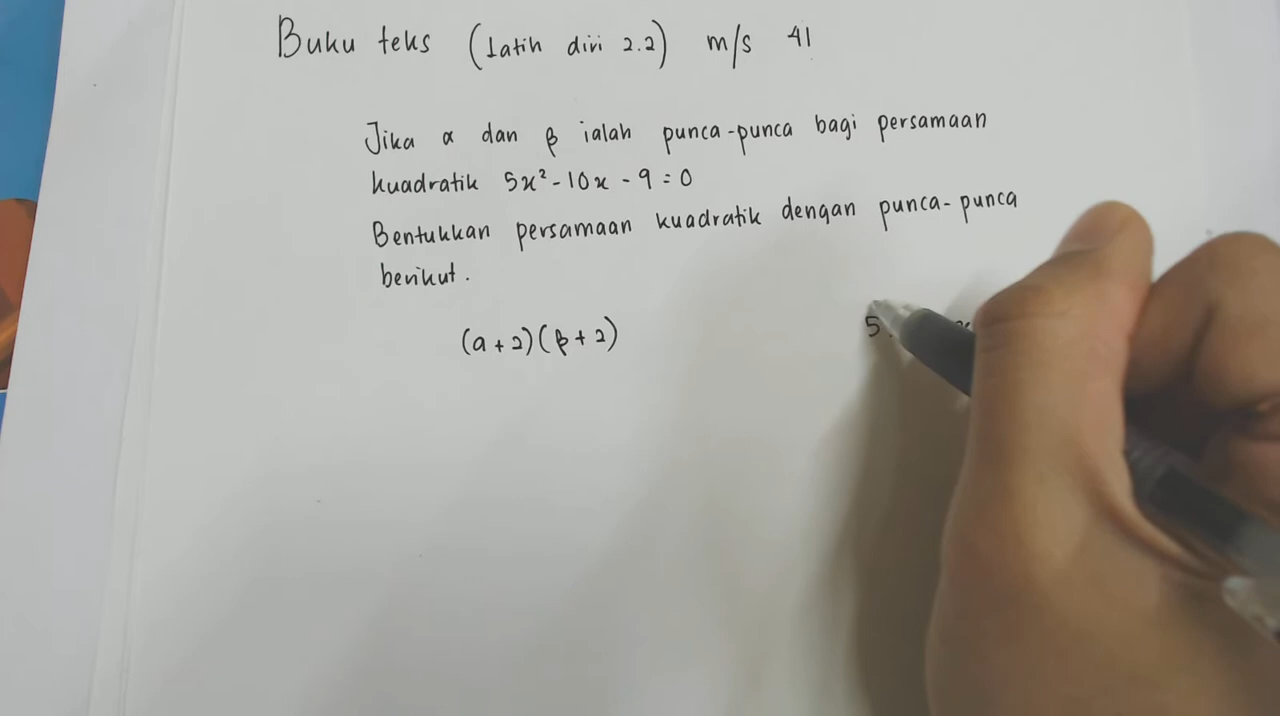 Buku teks (Latih diri 2.2) m/s 41
Jika α dan β ialah punca-punca bagi persamaan
kuadratik 5x² - 10x - 9 = 0
Bentukkan persamaan kuadratik dengan punca-punca
berikut.
(a + 2)(β + 2)
5